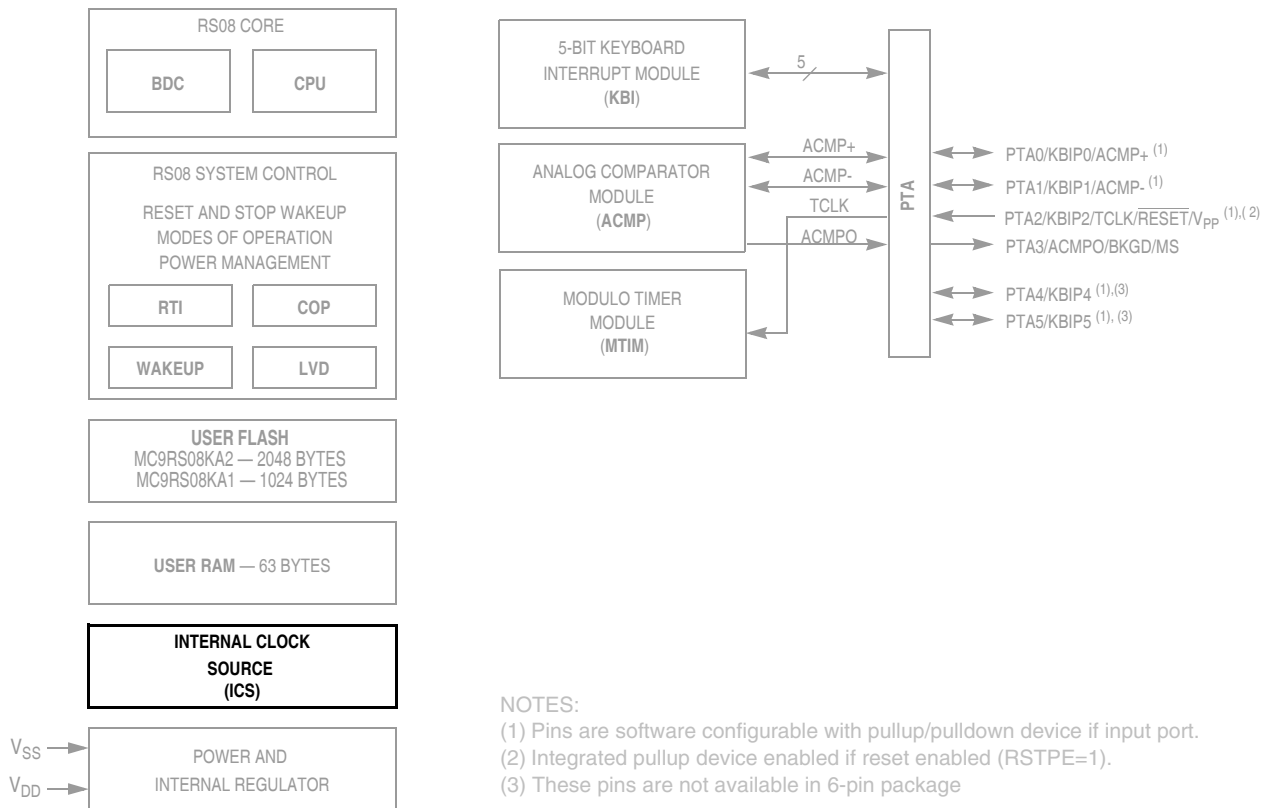 RS08 CORE
BDC
CPU
RS08 SYSTEM CONTROL
RESET AND STOP WAKEUP
MODES OF OPERATION
POWER MANAGEMENT
RTI
COP
WAKEUP
LVD
USER FLASH
MC9RS08KA2 — 2048 BYTES
MC9RS08KA1 — 1024 BYTES
USER RAM — 63 BYTES
INTERNAL CLOCK
SOURCE
(ICS)
VSS
VDD
POWER AND
INTERNAL REGULATOR
5-BIT KEYBOARD
INTERRUPT MODULE
(KBI)
5
ANALOG COMPARATOR
MODULE
(ACMP)
ACMP+
ACMP-
TCLK
ACMPO
MODULO TIMER
MODULE
(MTIM)
PTA
PTA0/KBIP0/ACMP+ (1)
PTA1/KBIP1/ACMP- (1)
PTA2/KBIP2/TCLK/RESET/VPP (1),( 2)
PTA3/ACMPO/BKGD/MS
PTA4/KBIP4 (1),(3)
PTA5/KBIP5 (1), (3)
NOTES:
(1) Pins are software configurable with pullup/pulldown device if input port.
(2) Integrated pullup device enabled if reset enabled (RSTPE=1).
(3) These pins are not available in 6-pin package